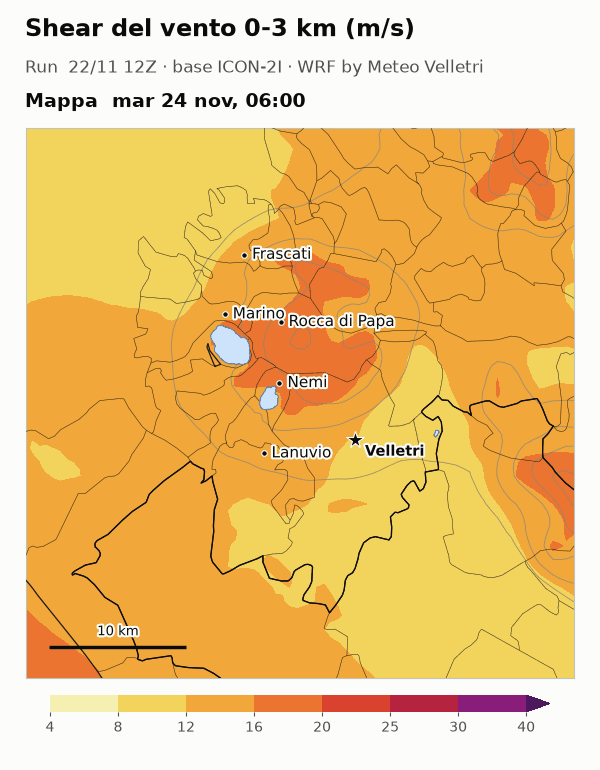 Shear del vento 0-3 km (m/s)
Run  22/11 12Z · base ICON-2I · WRF by Meteo Velletri
Mappa  mar 24 nov, 06:00
Frascati
Marino
Rocca di Papa
Nemi
Velletri
Lanuvio
10 km
4 8 12 16 20 25 30 40